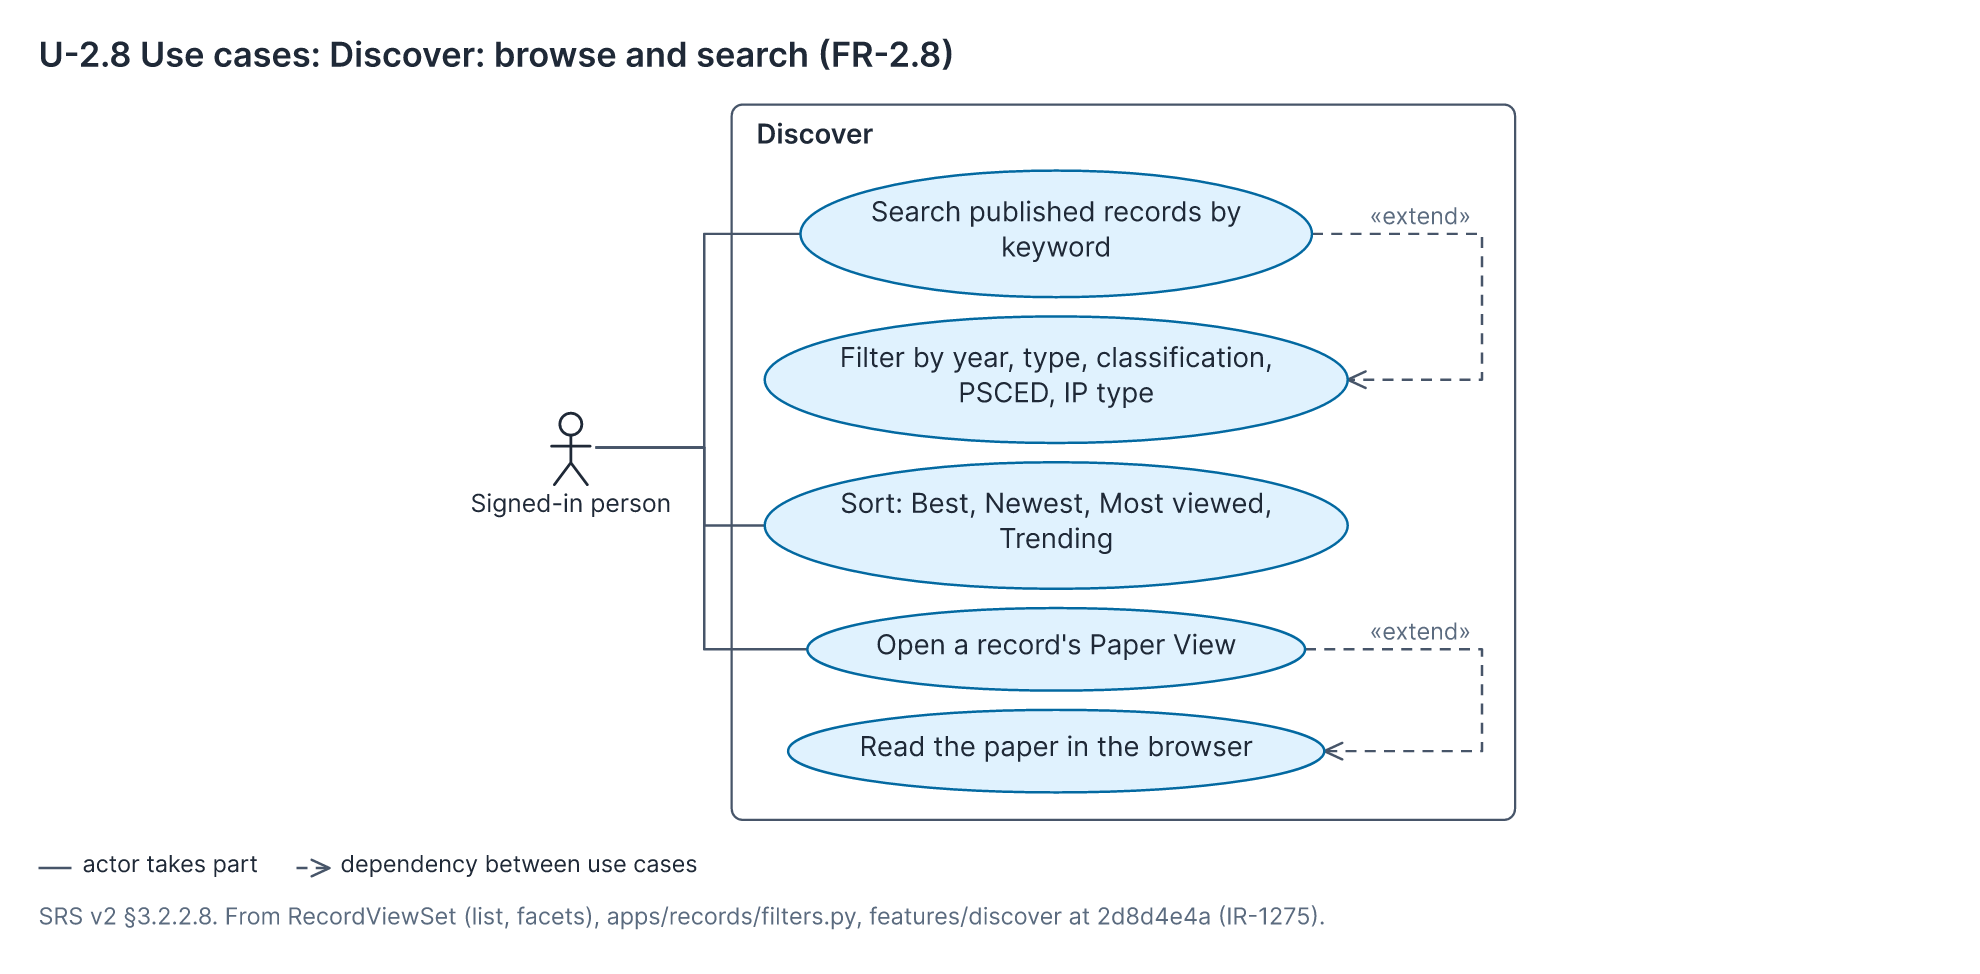 U-2.8 Use cases: Discover: browse and search (FR-2.8)
Discover
Search published records by
keyword
«extend»
Filter by year, type, classification,
PSCED, IP type
Signed-in person
Sort: Best, Newest, Most viewed,
Trending
Open a record's Paper View
«extend»
Read the paper in the browser
actor takes part
dependency between use cases
SRS v2 §3.2.2.8. From RecordViewSet (list, facets), apps/records/filters.py, features/discover at 2d8d4e4a (IR-1275).